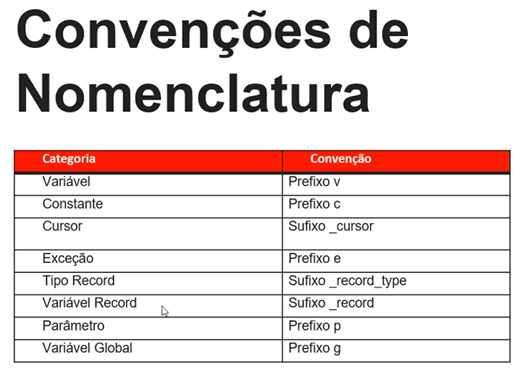 Convenções de
Nomenclatura
Categoria Convenção
Variável Prefixo v
Constante Prefixo c
Cursor Sufixo _cursor
Exceção Prefixo e
Tipo Record Sufixo _record_type
Variável Record Sufixo _record
Parâmetro Prefixo p
Variável Global Prefixo g